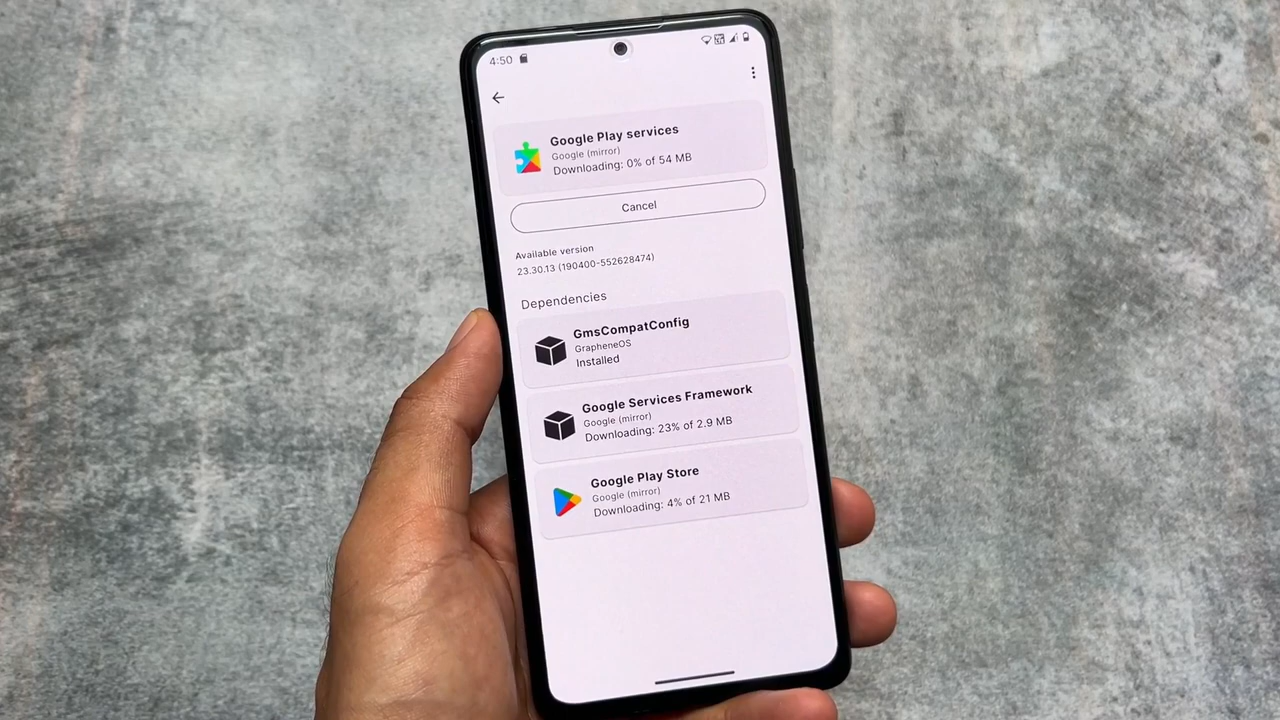 4:50
Google Play services
Google (mirror)
Downloading: 0% of 54 MB
Cancel
Available version
23.30.13 (190400-552628474)
Dependencies
GmsCompatConfig
GrapheneOS
Installed
Google Services Framework
Google (mirror)
Downloading: 23% of 2.9 MB
Google Play Store
Google (mirror)
Downloading: 4% of 21 MB